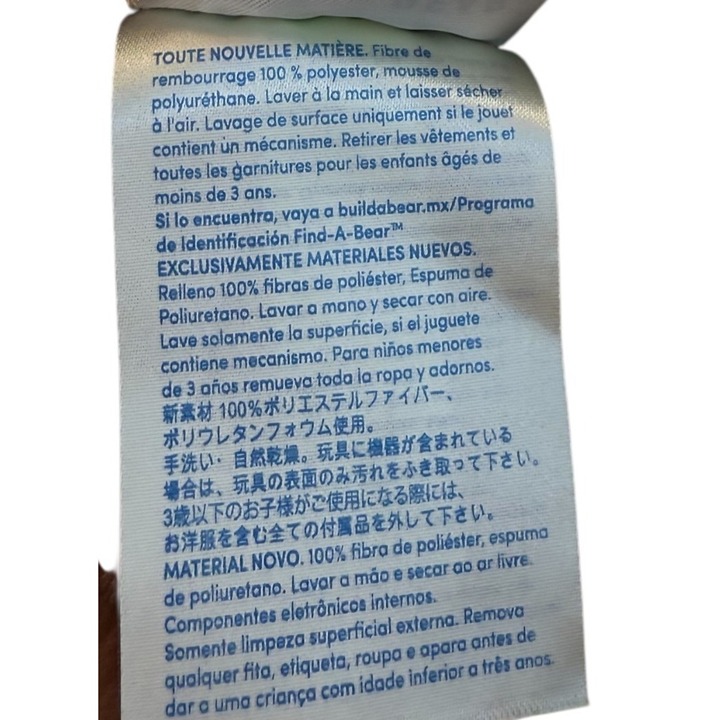 TOUTE NOUVELLE MATIÈRE. Fibre de
rembourrage 100 % polyester, mousse de
polyuréthane. Laver à la main et laisser sécher
à l'air. Lavage de surface uniquement si le jouet
contient un mécanisme. Retirer les vêtements et
toutes les garnitures pour les enfants âgés de
moins de 3 ans.
Si lo encuentra, vaya a buildabear.mx/Programa
de Identificación Find-A-Bear™
EXCLUSIVAMENTE MATERIALES NUEVOS.
Relleno 100% fibras de poliéster, Espuma de
Poliuretano. Lavar a mano y secar con aire.
Lave solamente la superficie, si el juguete
contiene mecanismo. Para niños menores
de 3 años remueva toda la ropa y adornos.
新素材 100%ポリエステルファイバー、
ポリウレタンフォウム使用。
手洗い・自然乾燥。玩具に機器が含まれている
場合は、玩具の表面のみ汚れをふき取って下さい。
3歳以下のお子様がご使用になる際には、
お洋服を含む全ての付属品を外して下さい。
MATERIAL NOVO. 100% fibra de poliéster, espuma
de poliuretano. Lavar a mão e secar ao ar livre.
Componentes eletrônicos internos.
Somente limpeza superficial externa. Remova
qualquer fita, etiqueta, roupa e apara antes de
dar a uma criança com idade inferior a três anos.